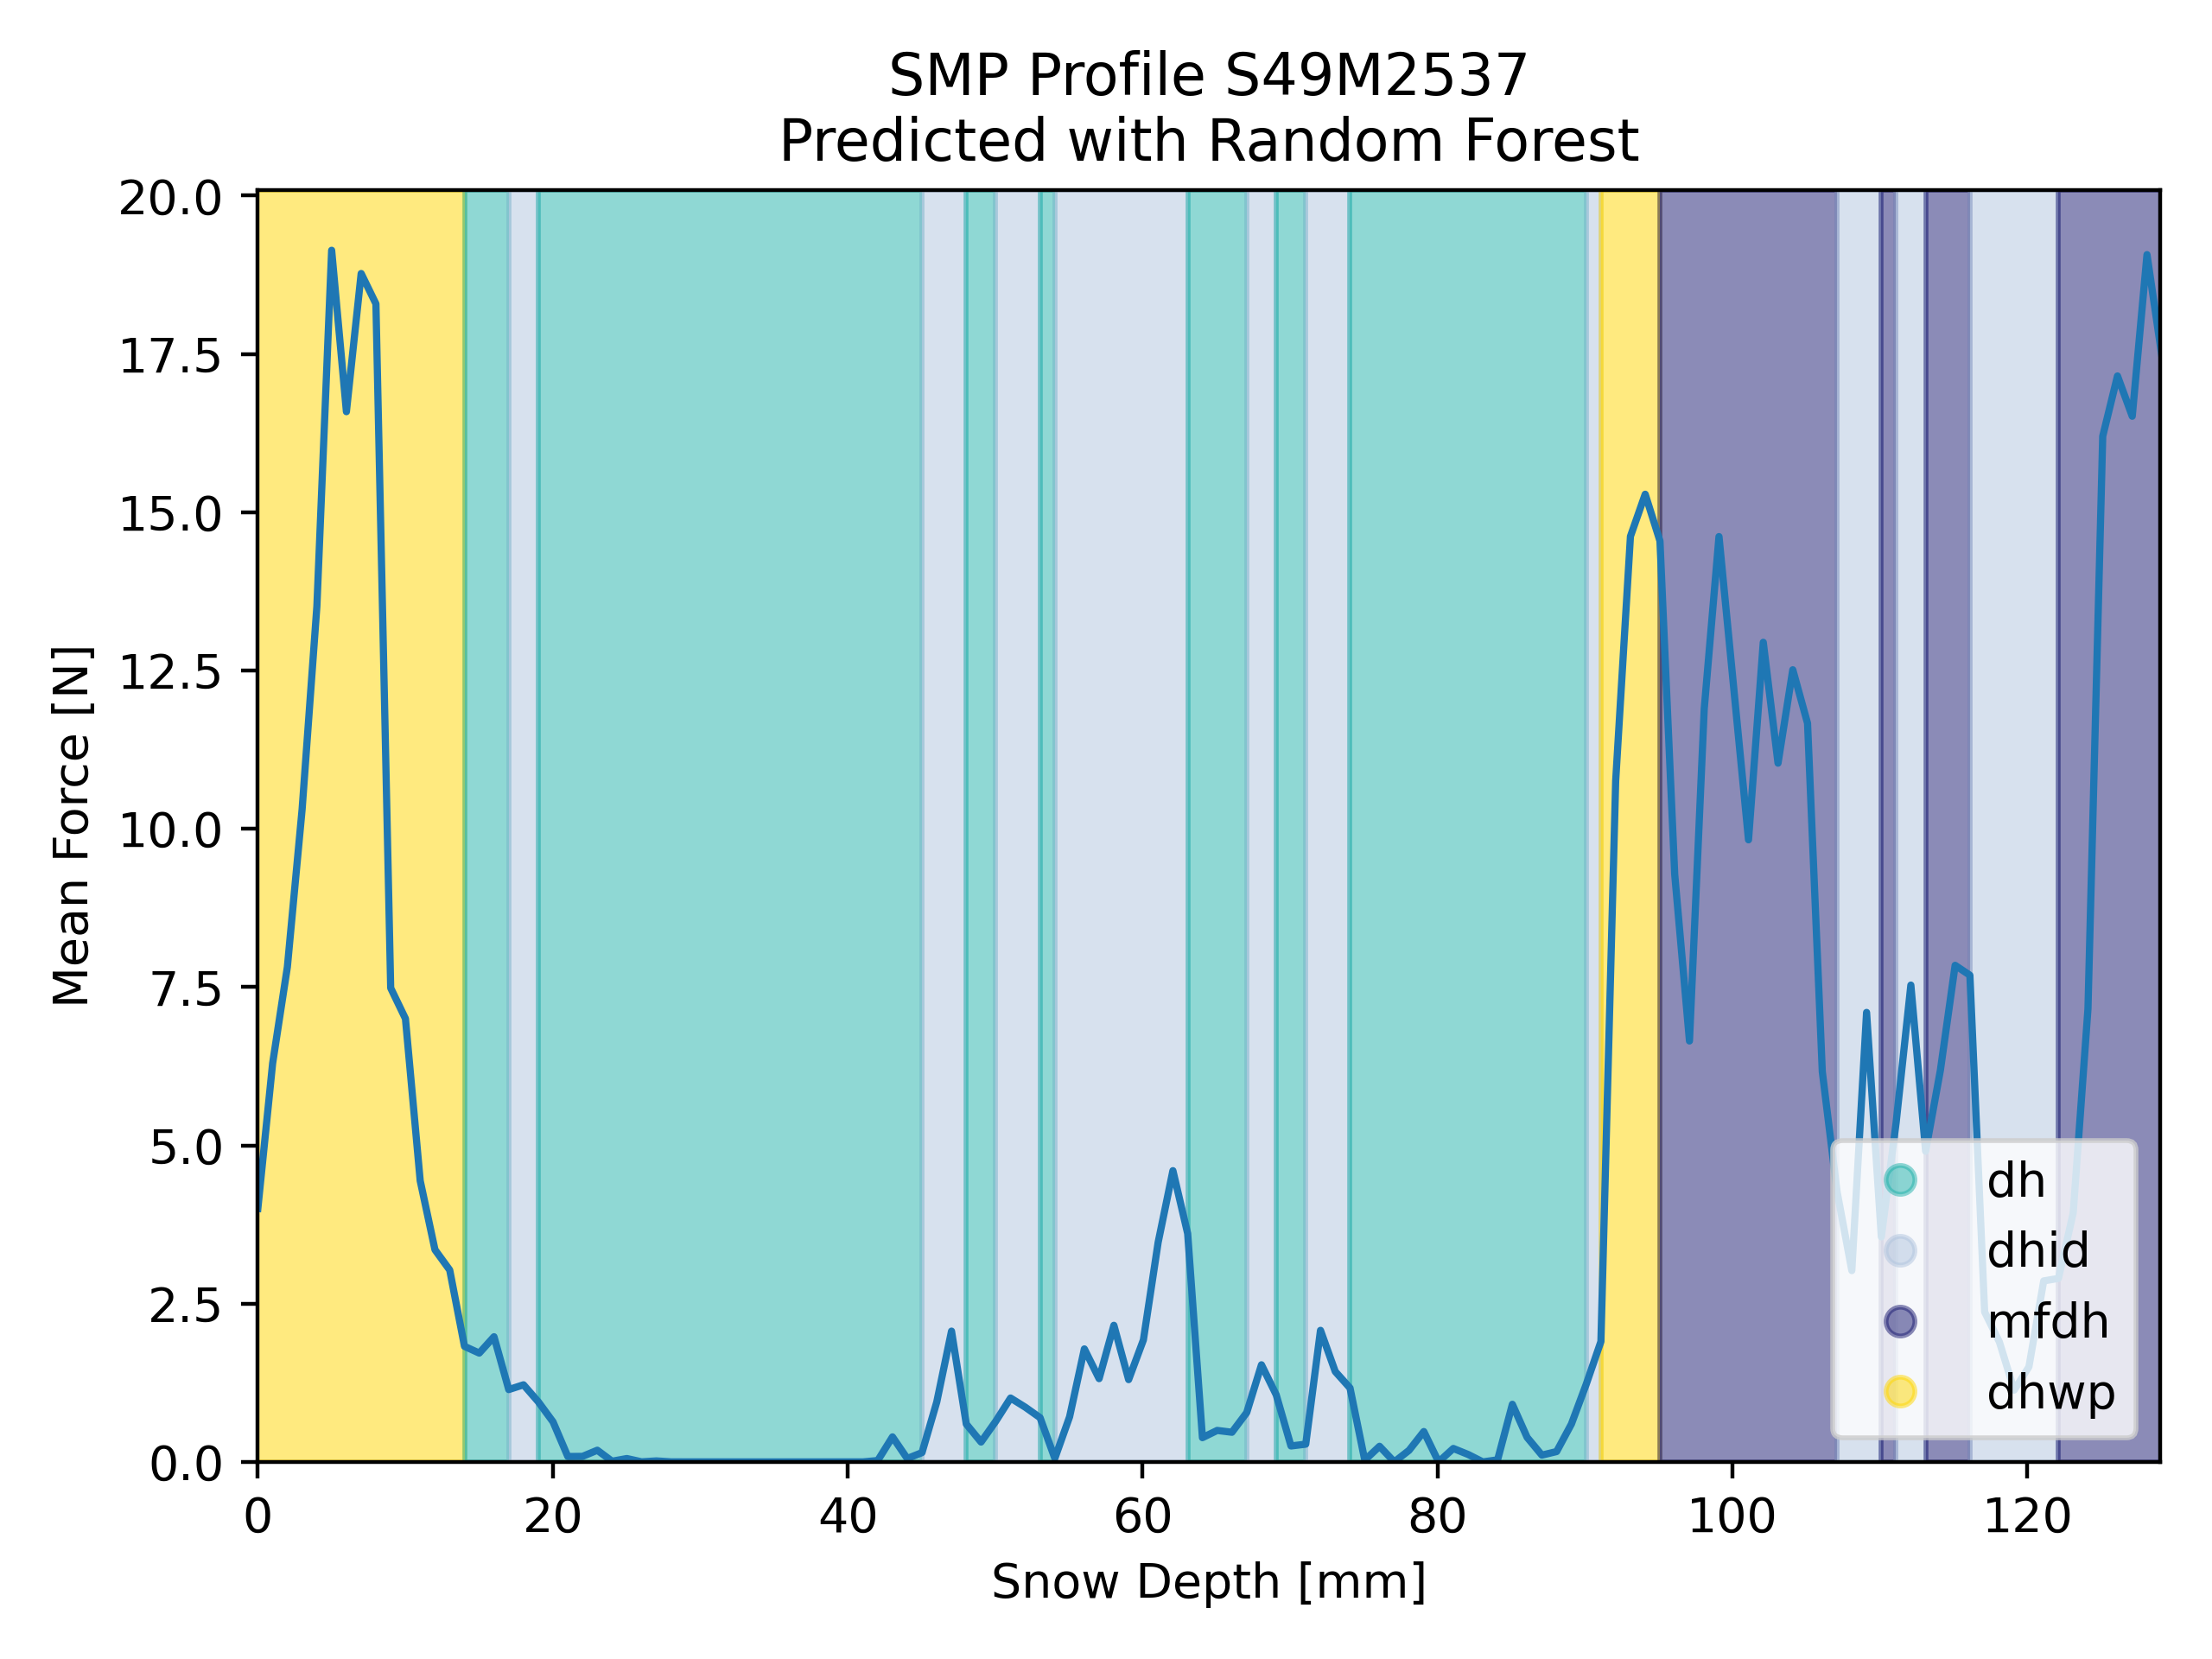 SMP Profile S49M2537
Predicted with Random Forest
Mean Force [N]
20.0
17.5
15.0
12.5
10.0
7.5
5.0
2.5
0.0
dh
dhid
mfdh
dhwp
0 20 40 60 80 100 120
Snow Depth [mm]